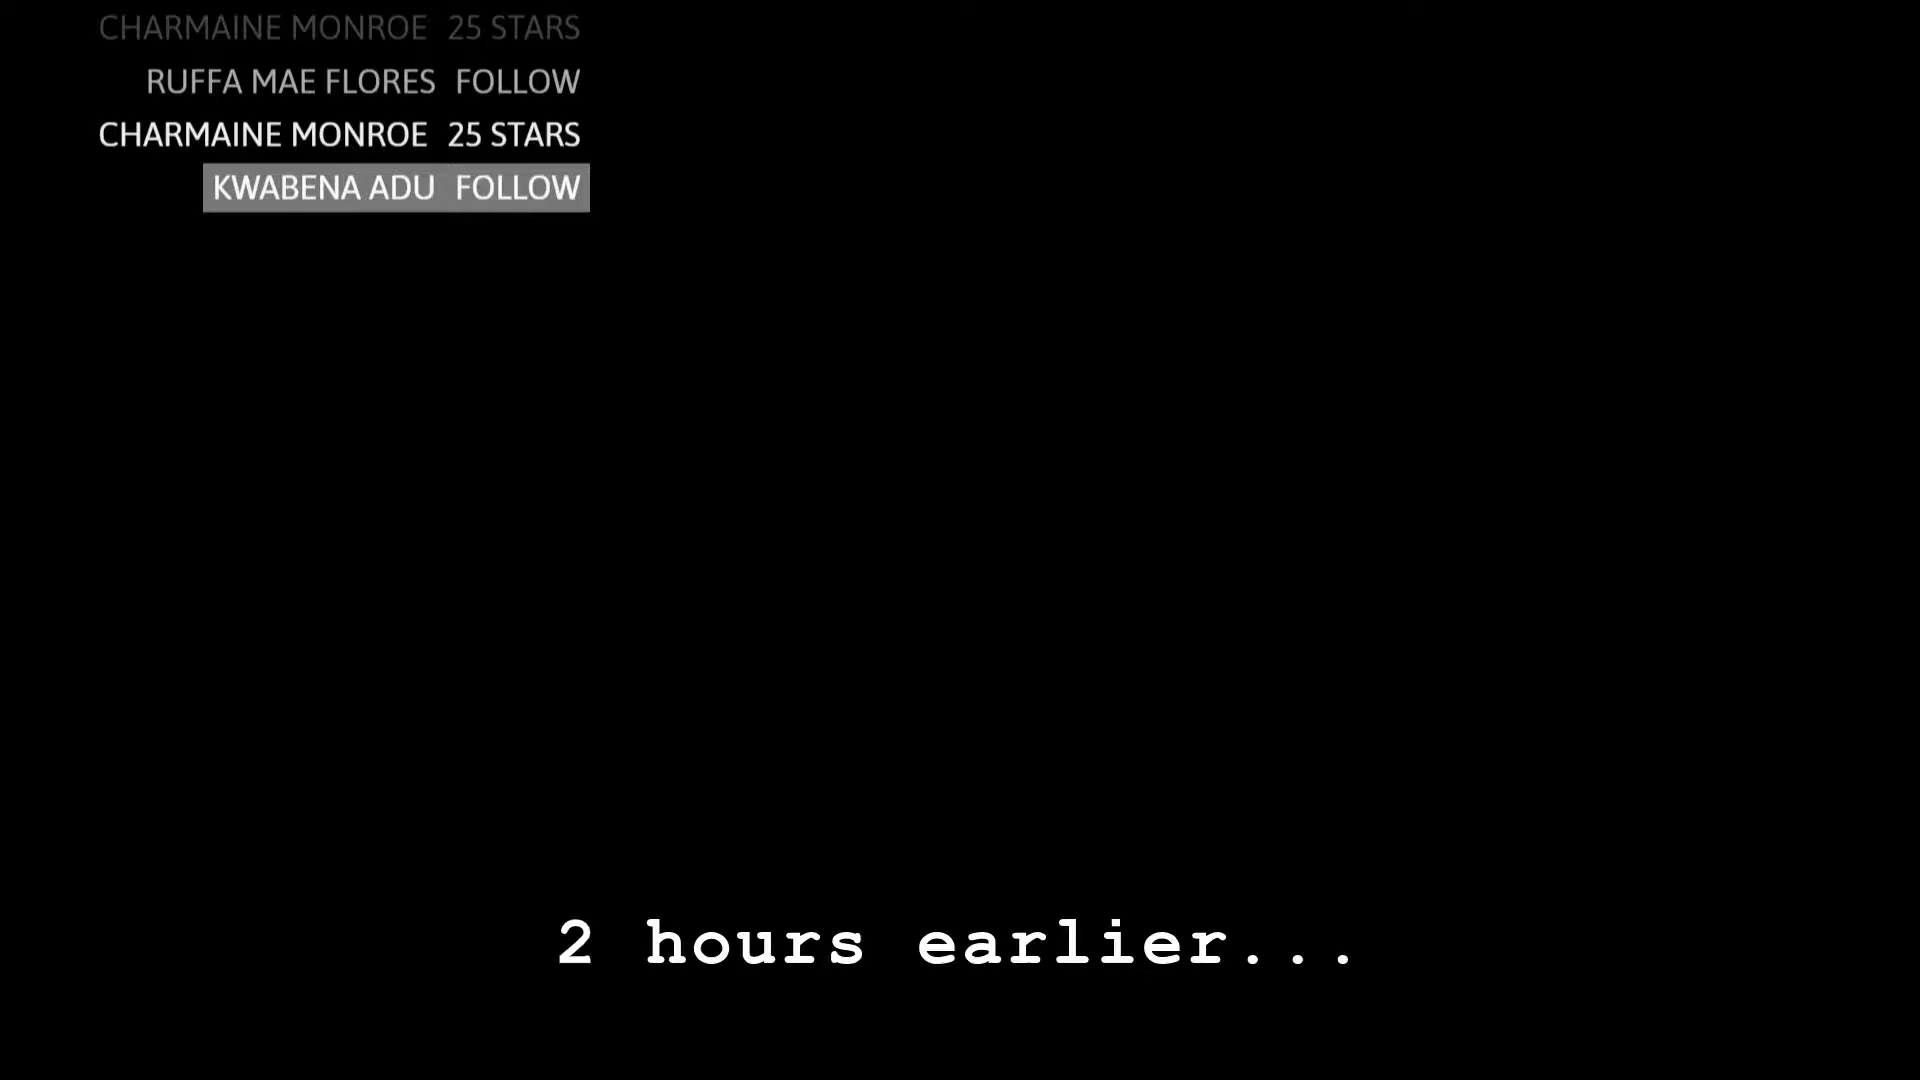 CHARMAINE MONROE 25 STARS
RUFFA MAE FLORES FOLLOW
CHARMAINE MONROE 25 STARS
KWABENA ADU FOLLOW
2 hours earlier...